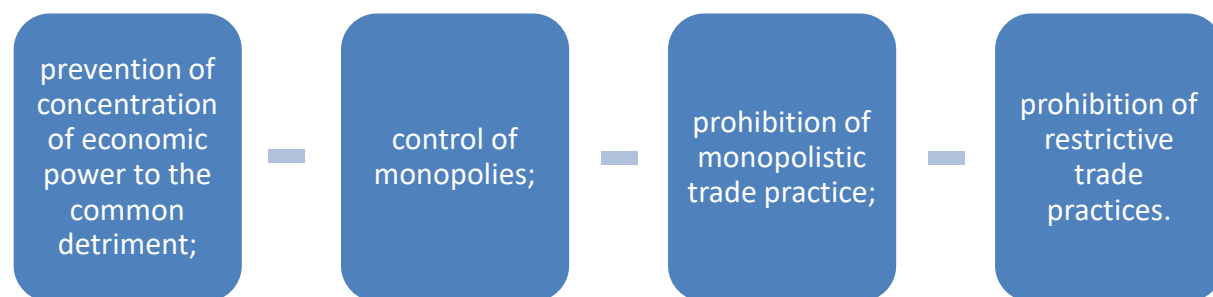 prevention of
concentration
of economic
power to the
common
detriment;
control of
monopolies;
prohibition of
monopolistic
trade practice;
prohibition of
restrictive
trade
practices.